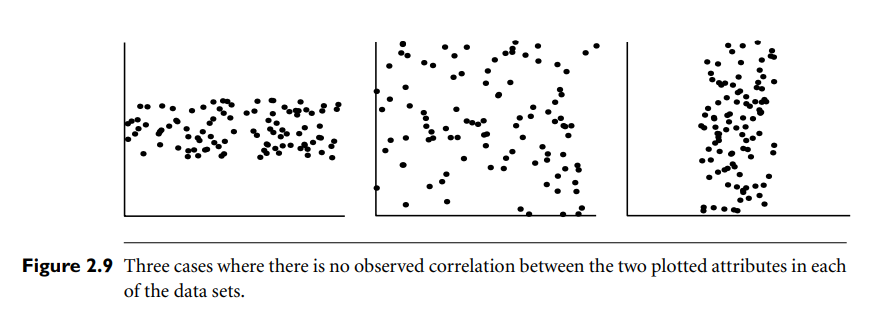 Figure 2.9 Three cases where there is no observed correlation between the two plotted attributes in each
of the data sets.